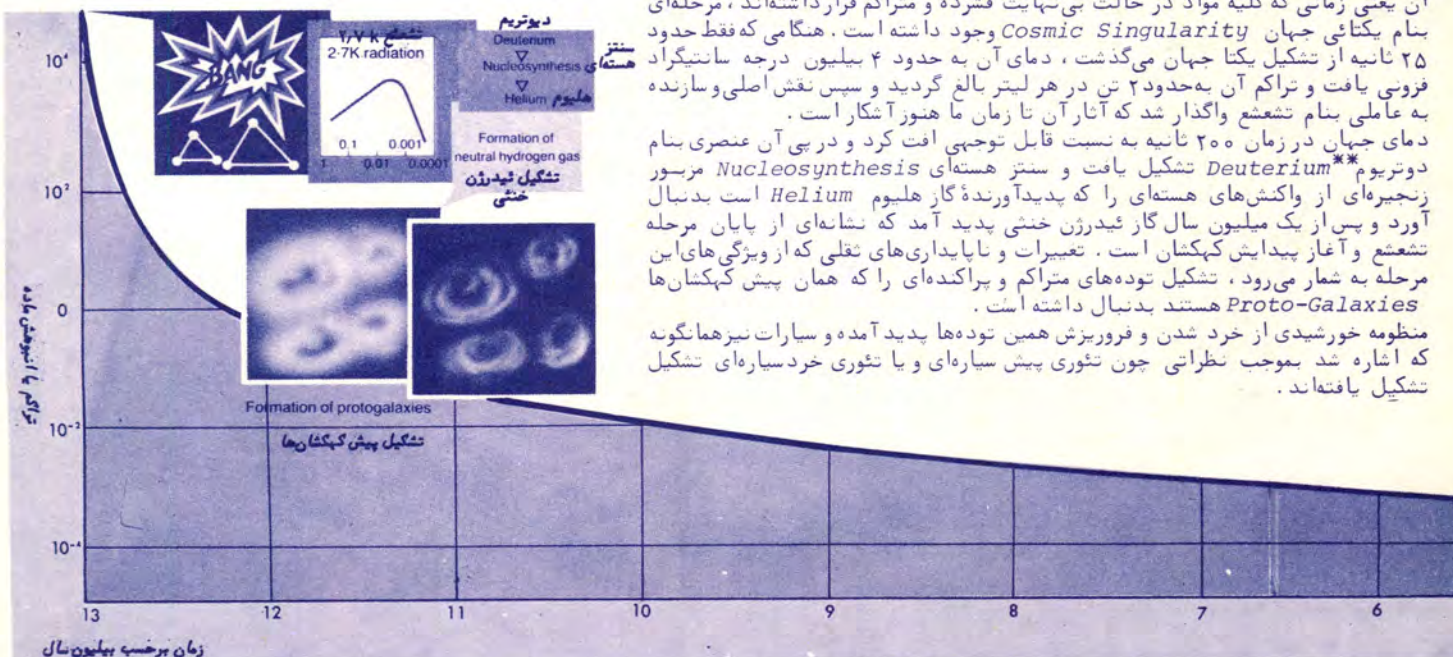 آن یعنی زمانی که کلیه مواد در حالت بی‌نهایت فشرده و متراکم قرار داشته‌اند ، مرحله‌ای
بنام یکتائی جهان Cosmic Singularity وجود داشته است . هنگامی که فقط حدود
۲۵ ثانیه از تشکیل یکتا جهان می‌گذشت ، دمای آن به حدود ۴ بیلیون درجه سانتیگراد
فزونی یافت و تراکم آن به‌حدود ۲ تن در هر لیتر بالغ گردید و سپس نقش اصلی و سازنده
به عاملی بنام تشعشع واگذار شد که آثار آن تا زمان ما هنوز آشکار است .
دمای جهان در زمان ۲۰۰ ثانیه به نسبت قابل توجهی افت کرد و در پی آن عنصری بنام
دوتریوم** Deuterium تشکیل یافت و سنتز هسته‌ای Nucleosynthesis مزبور
زنجیره‌ای از واکنش‌های هسته‌ای را که پدیدآورندهٔ گاز هلیوم Helium است بدنبال
آورد و پس از یک میلیون سال گاز ئیدرژن خنثی پدید آمد که نشانه‌ای از پایان مرحله
تشعشع و آغاز پیدایش کهکشان است . تغییرات و ناپایداری‌های ثقلی که از ویژگی‌های این
مرحله به شمار می‌رود ، تشکیل توده‌های متراکم و پراکنده‌ای را که همان پیش کهکشان‌ها
Proto-Galaxies هستند بدنبال داشته است .
منظومه خورشیدی از خرد شدن و فروریزش همین توده‌ها پدید آمده و سیارات نیز همانگونه
که اشاره شد بموجب نظراتی چون تئوری پیش سیاره‌ای و یا تئوری خرد سیاره‌ای تشکیل
تشکیل یافته‌اند .
BANG
تشعشع ۲/۷ k
2·7K radiation
0.1 0.001
1 0.01 0.0001
دیوتریم
Deuterium
سنتز
هسته‌ای
Nucleosynthesis
Helium هلیوم
Formation of
neutral hydrogen gas
تشکیل ئیدرژن
خنثی
Formation of protogalaxies
تشکیل پیش کهکشان‌ها
تراکم یا انبوهش ماده
10⁴
10²
0
10⁻²
10⁻⁴
13 12 11 10 9 8 7 6
زمان برحسب بیلیون سال